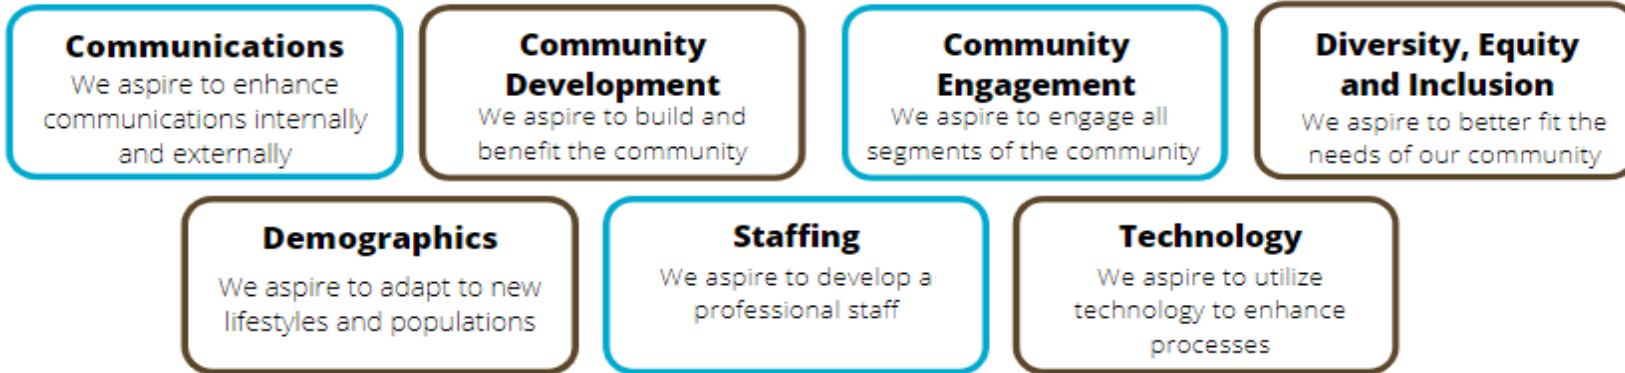 Communications
We aspire to enhance
communications internally
and externally
Community
Development
We aspire to build and
benefit the community
Community
Engagement
We aspire to engage all
segments of the community
Diversity, Equity
and Inclusion
We aspire to better fit the
needs of our community
Demographics
We aspire to adapt to new
lifestyles and populations
Staffing
We aspire to develop a
professional staff
Technology
We aspire to utilize
technology to enhance
processes